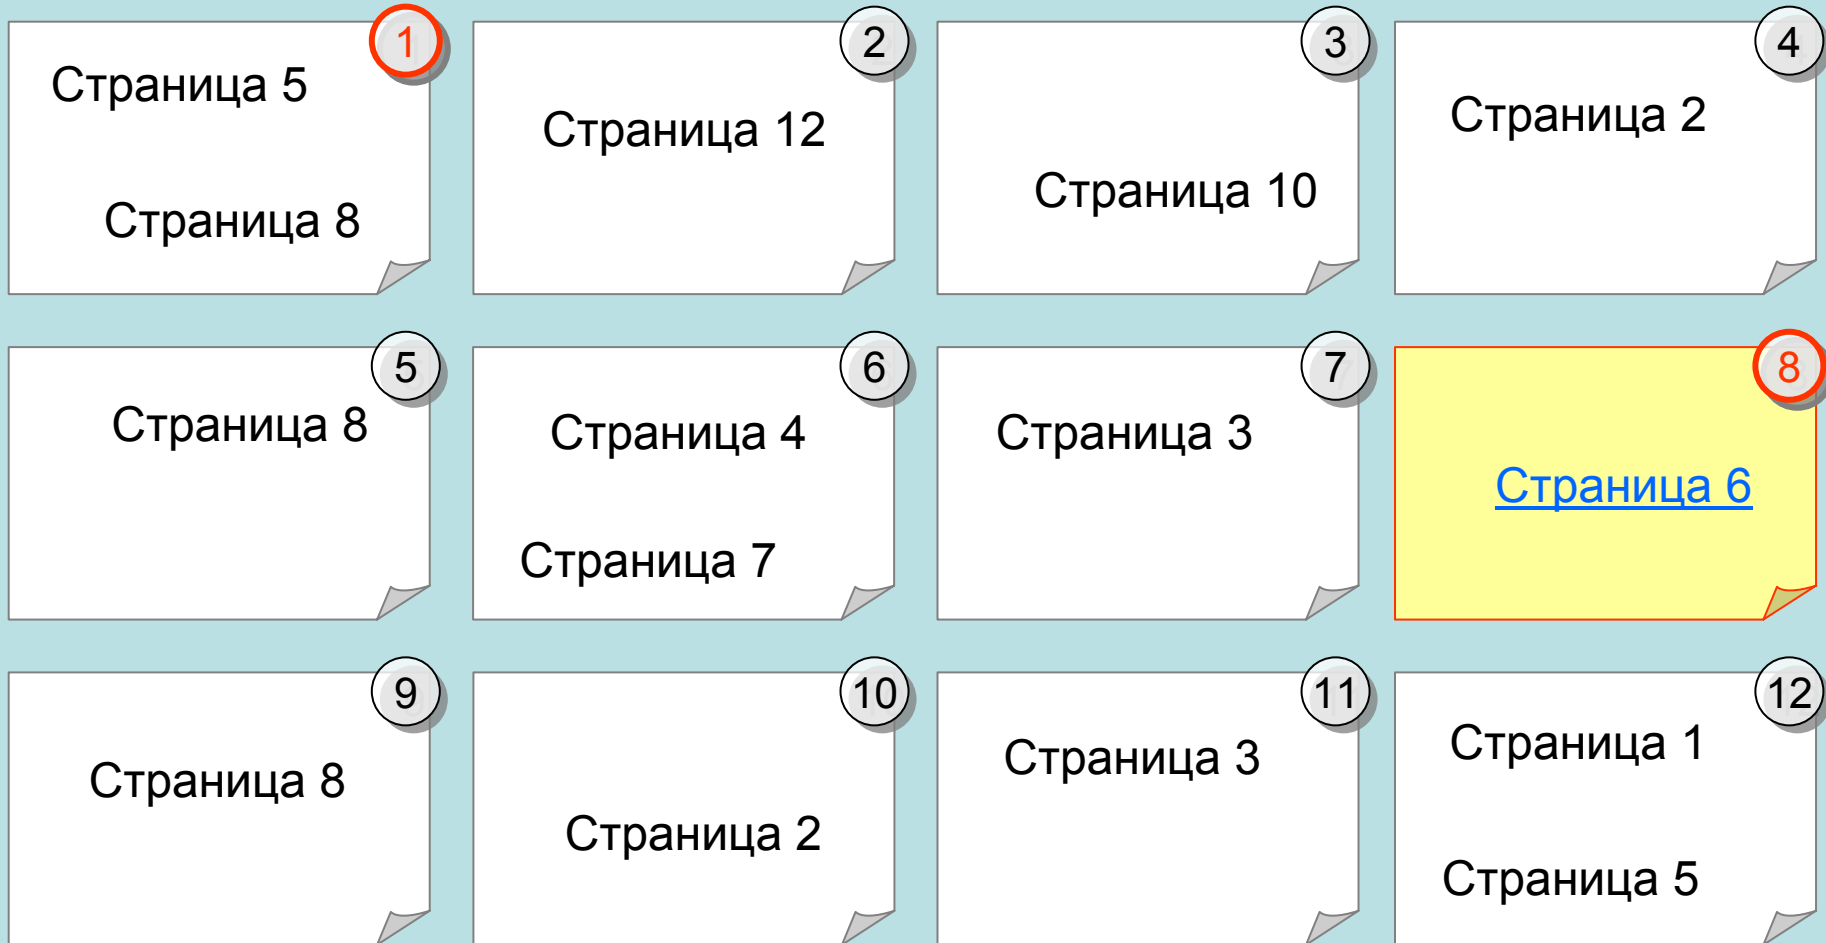 1
Страница 5
Страница 8
2
Страница 12
3
Страница 10
4
Страница 2
5
Страница 8
6
Страница 4
Страница 7
7
Страница 3
8
Страница 6
9
Страница 8
10
Страница 2
11
Страница 3
12
Страница 1
Страница 5